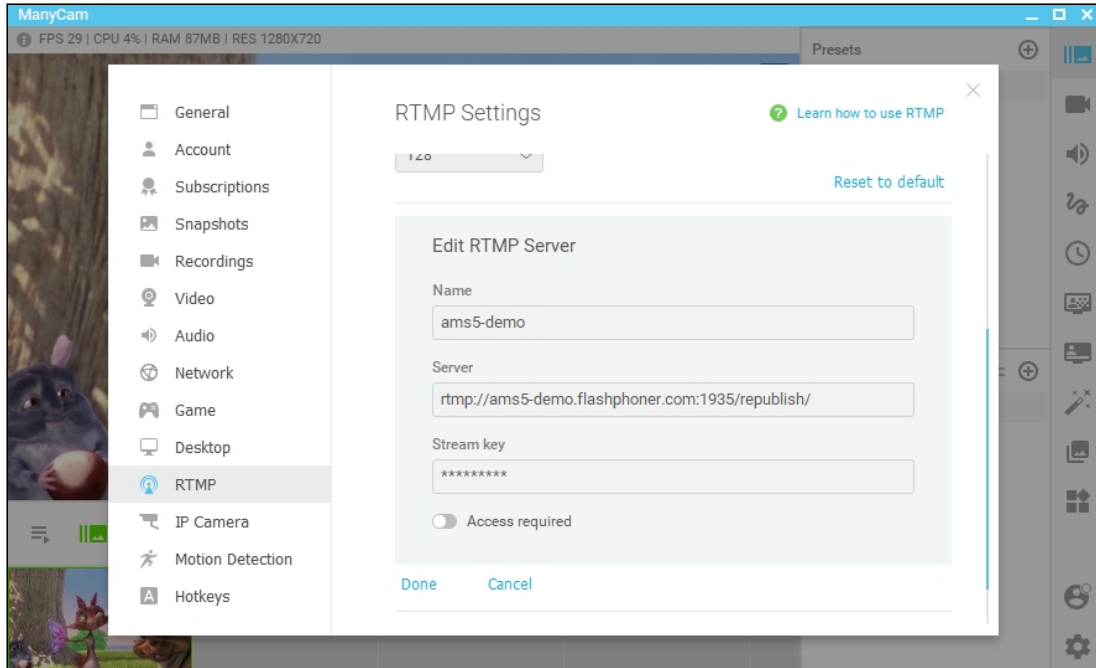 ManyCam
FPS 29 | CPU 4% | RAM 87MB | RES 1280X720
Presets
General
Account
Subscriptions
Snapshots
Recordings
Video
Audio
Network
Game
Desktop
RTMP
IP Camera
Motion Detection
Hotkeys
RTMP Settings
Learn how to use RTMP
128
Reset to default
Edit RTMP Server
Name
ams5-demo
Server
rtmp://ams5-demo.flashphoner.com:1935/republish/
Stream key
*********
Access required
Done
Cancel